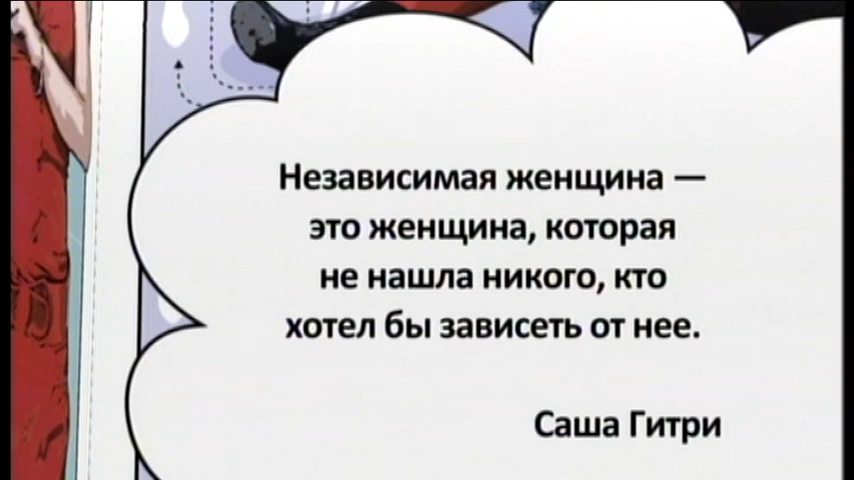 Независимая женщина —
это женщина, которая
не нашла никого, кто
хотел бы зависеть от нее.
Саша Гитри